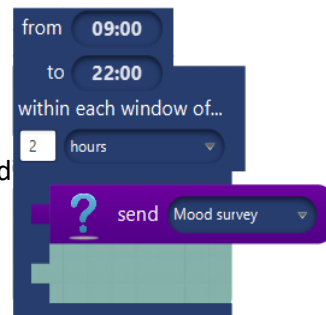 from 09:00
to 22:00
within each window of...
2 hours
d
? send Mood survey